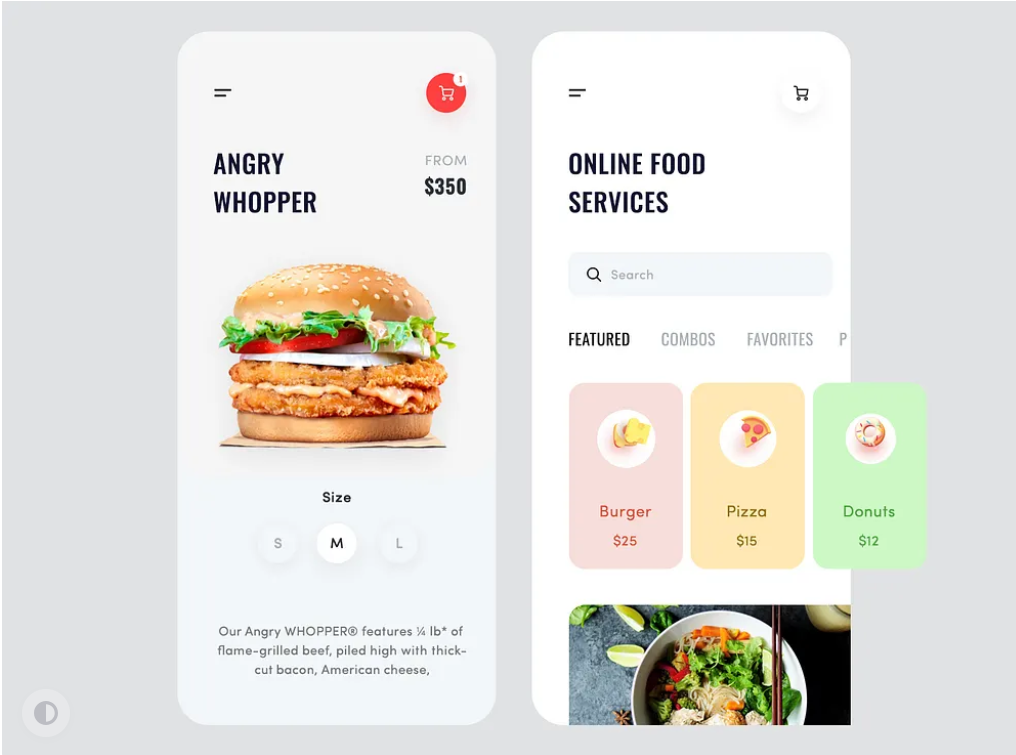 1
ANGRY
WHOPPER
FROM
$350
Size
S M L
Our Angry WHOPPER® features ¼ lb* of
flame-grilled beef, piled high with thick-
cut bacon, American cheese,
ONLINE FOOD
SERVICES
Search
FEATURED COMBOS FAVORITES P
Burger Pizza Donuts
$25 $15 $12